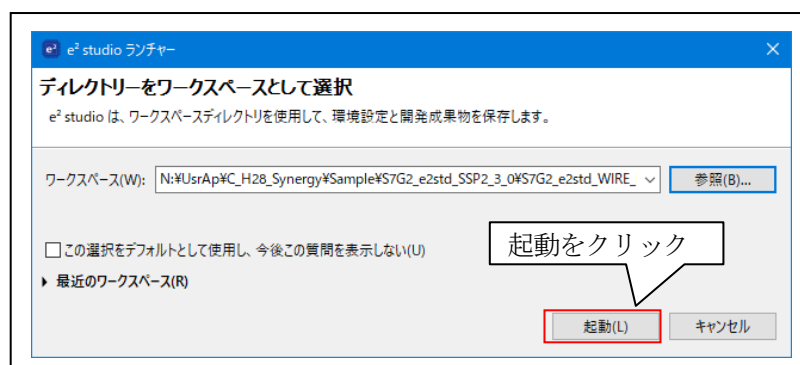 e² e² studio ランチャー
ディレクトリーをワークスペースとして選択
e² studio は、ワークスペースディレクトリを使用して、環境設定と開発成果物を保存します。
ワークスペース(W): N:¥UsrAp¥C_H28_Synergy¥Sample¥S7G2_e2std_SSP2_3_0¥S7G2_e2std_WIRE_ 参照(B)...
起動をクリック
この選択をデフォルトとして使用し、今後この質問を表示しない(U)
最近のワークスペース(R)
起動(L) キャンセル